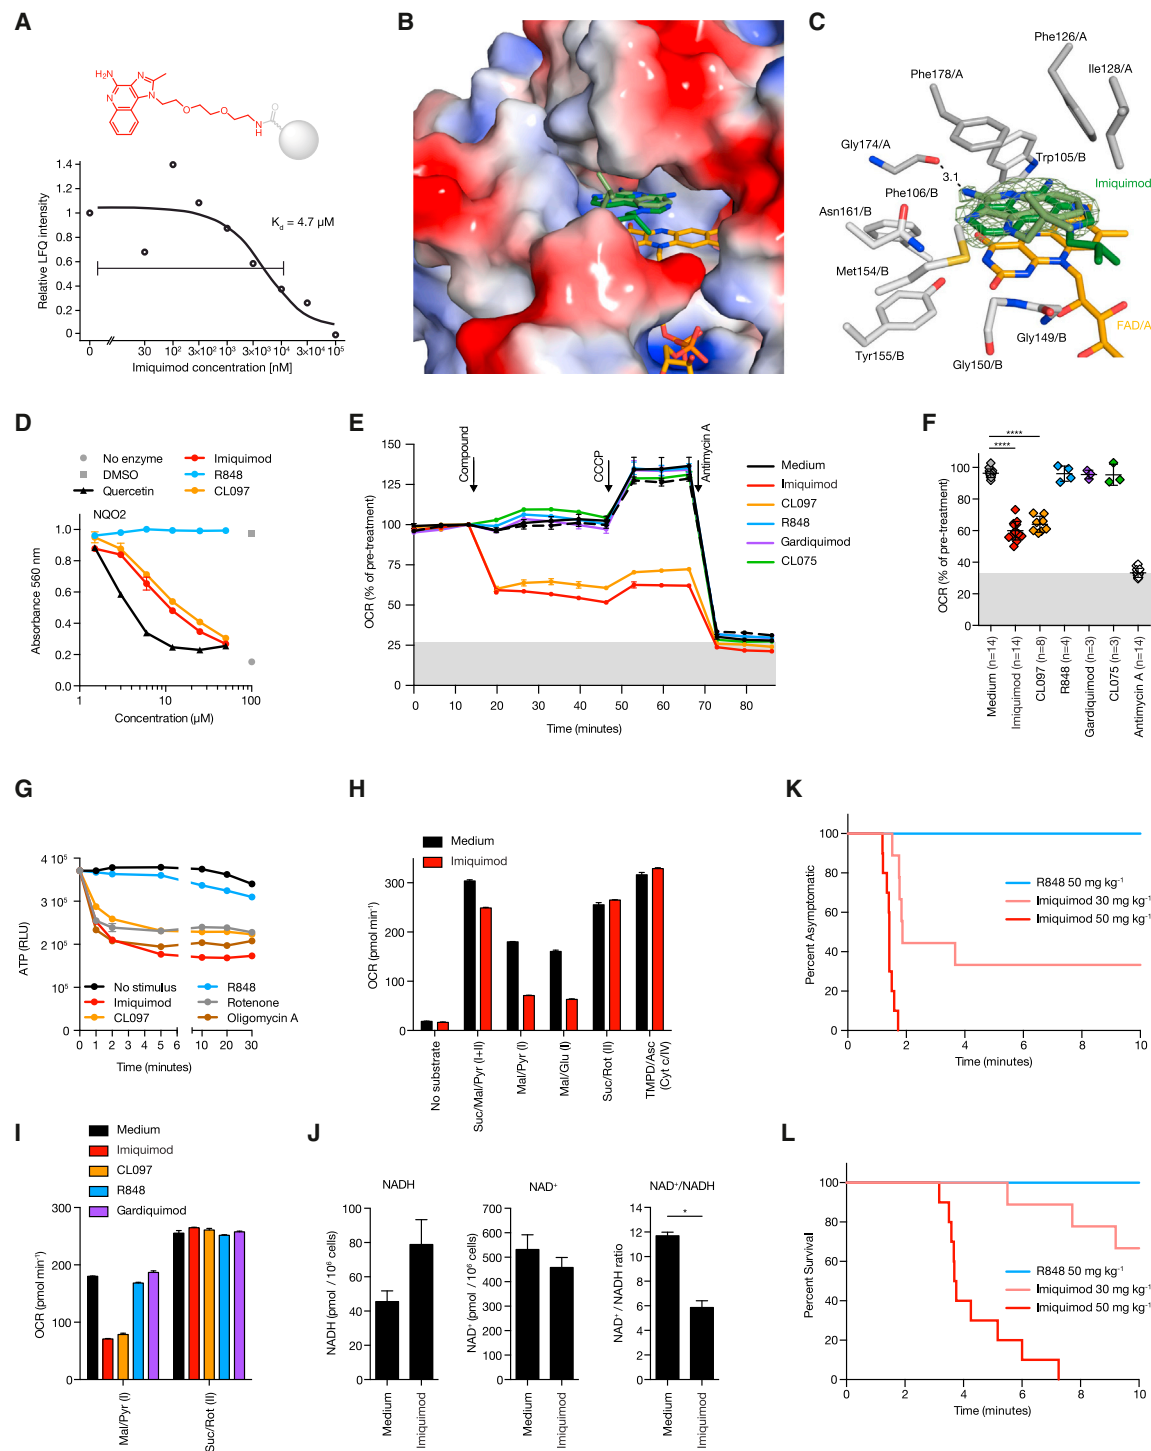 A
H₂N
N
N
CH₃
N
O
O
HN
O
Relative LFQ intensity
1.4
1
0.8
0.6
0.4
0.2
0
K_d = 4.7 µM
0 30 10² 3×10² 10³ 3×10³ 10⁴ 3×10⁴ 10⁵
Imiquimod concentration [nM]
B
C
Phe126/A
Phe178/A
Ile128/A
Gly174/A
Trp105/B
3.1
Imiquimod
Phe106/B
Asn161/B
Met154/B
FAD/A
Gly149/B
Tyr155/B
Gly150/B
D
No enzyme
Imiquimod
DMSO
R848
Quercetin
CL097
NQO2
Absorbance 560 nm
1.0
0.8
0.6
0.4
0.2
0.0
1 10 100
Concentration (µM)
E
Compound
CCCP
Antimycin A
OCR (% of pre-treatment)
150
125
100
75
50
25
0
0 10 20 30 40 50 60 70 80
Time (minutes)
Medium
Imiquimod
CL097
R848
Gardiquimod
CL075
F
****
****
OCR (% of pre-treatment)
100
80
60
40
20
0
Medium (n=14)
Imiquimod (n=14)
CL097 (n=8)
R848 (n=4)
Gardiquimod (n=3)
CL075 (n=3)
Antimycin A (n=14)
G
ATP (RLU)
4 10⁵
3 10⁵
2 10⁵
10⁵
0
No stimulus
R848
Imiquimod
Rotenone
CL097
Oligomycin A
0 1 2 3 4 5 6 10 20 30
Time (minutes)
H
Medium
Imiquimod
OCR (pmol min⁻¹)
300
200
100
0
No substrate
Suc/Mal/Pyr (I+II)
Mal/Pyr (I)
Mal/Glu (I)
Suc/Rot (II)
TMPD/Asc
(Cyt c/IV)
K
Percent Asymptomatic
100
80
60
40
20
0
R848 50 mg kg⁻¹
Imiquimod 30 mg kg⁻¹
Imiquimod 50 mg kg⁻¹
0 2 4 6 8 10
Time (minutes)
I
Medium
Imiquimod
CL097
R848
Gardiquimod
OCR (pmol min⁻¹)
300
200
100
0
Mal/Pyr (I)
Suc/Rot (II)
J
NADH
NADH (pmol / 10⁶ cells)
100
80
60
40
20
0
Medium
Imiquimod
NAD⁺
NAD⁺ (pmol / 10⁶ cells)
700
600
500
400
300
200
100
0
Medium
Imiquimod
NAD⁺/NADH
*
NAD⁺ / NADH ratio
14
12
10
8
6
4
2
0
Medium
Imiquimod
L
Percent Survival
100
80
60
40
20
0
R848 50 mg kg⁻¹
Imiquimod 30 mg kg⁻¹
Imiquimod 50 mg kg⁻¹
0 2 4 6 8 10
Time (minutes)